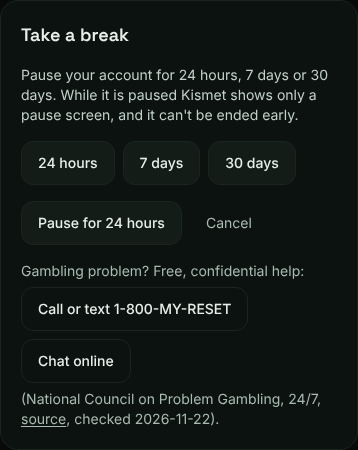 Take a break
Pause your account for 24 hours, 7 days or 30
days. While it is paused Kismet shows only a
pause screen, and it can't be ended early.
24 hours 7 days 30 days
Pause for 24 hours Cancel
Gambling problem? Free, confidential help:
Call or text 1-800-MY-RESET
Chat online
(National Council on Problem Gambling, 24/7,
source, checked 2026-11-22).